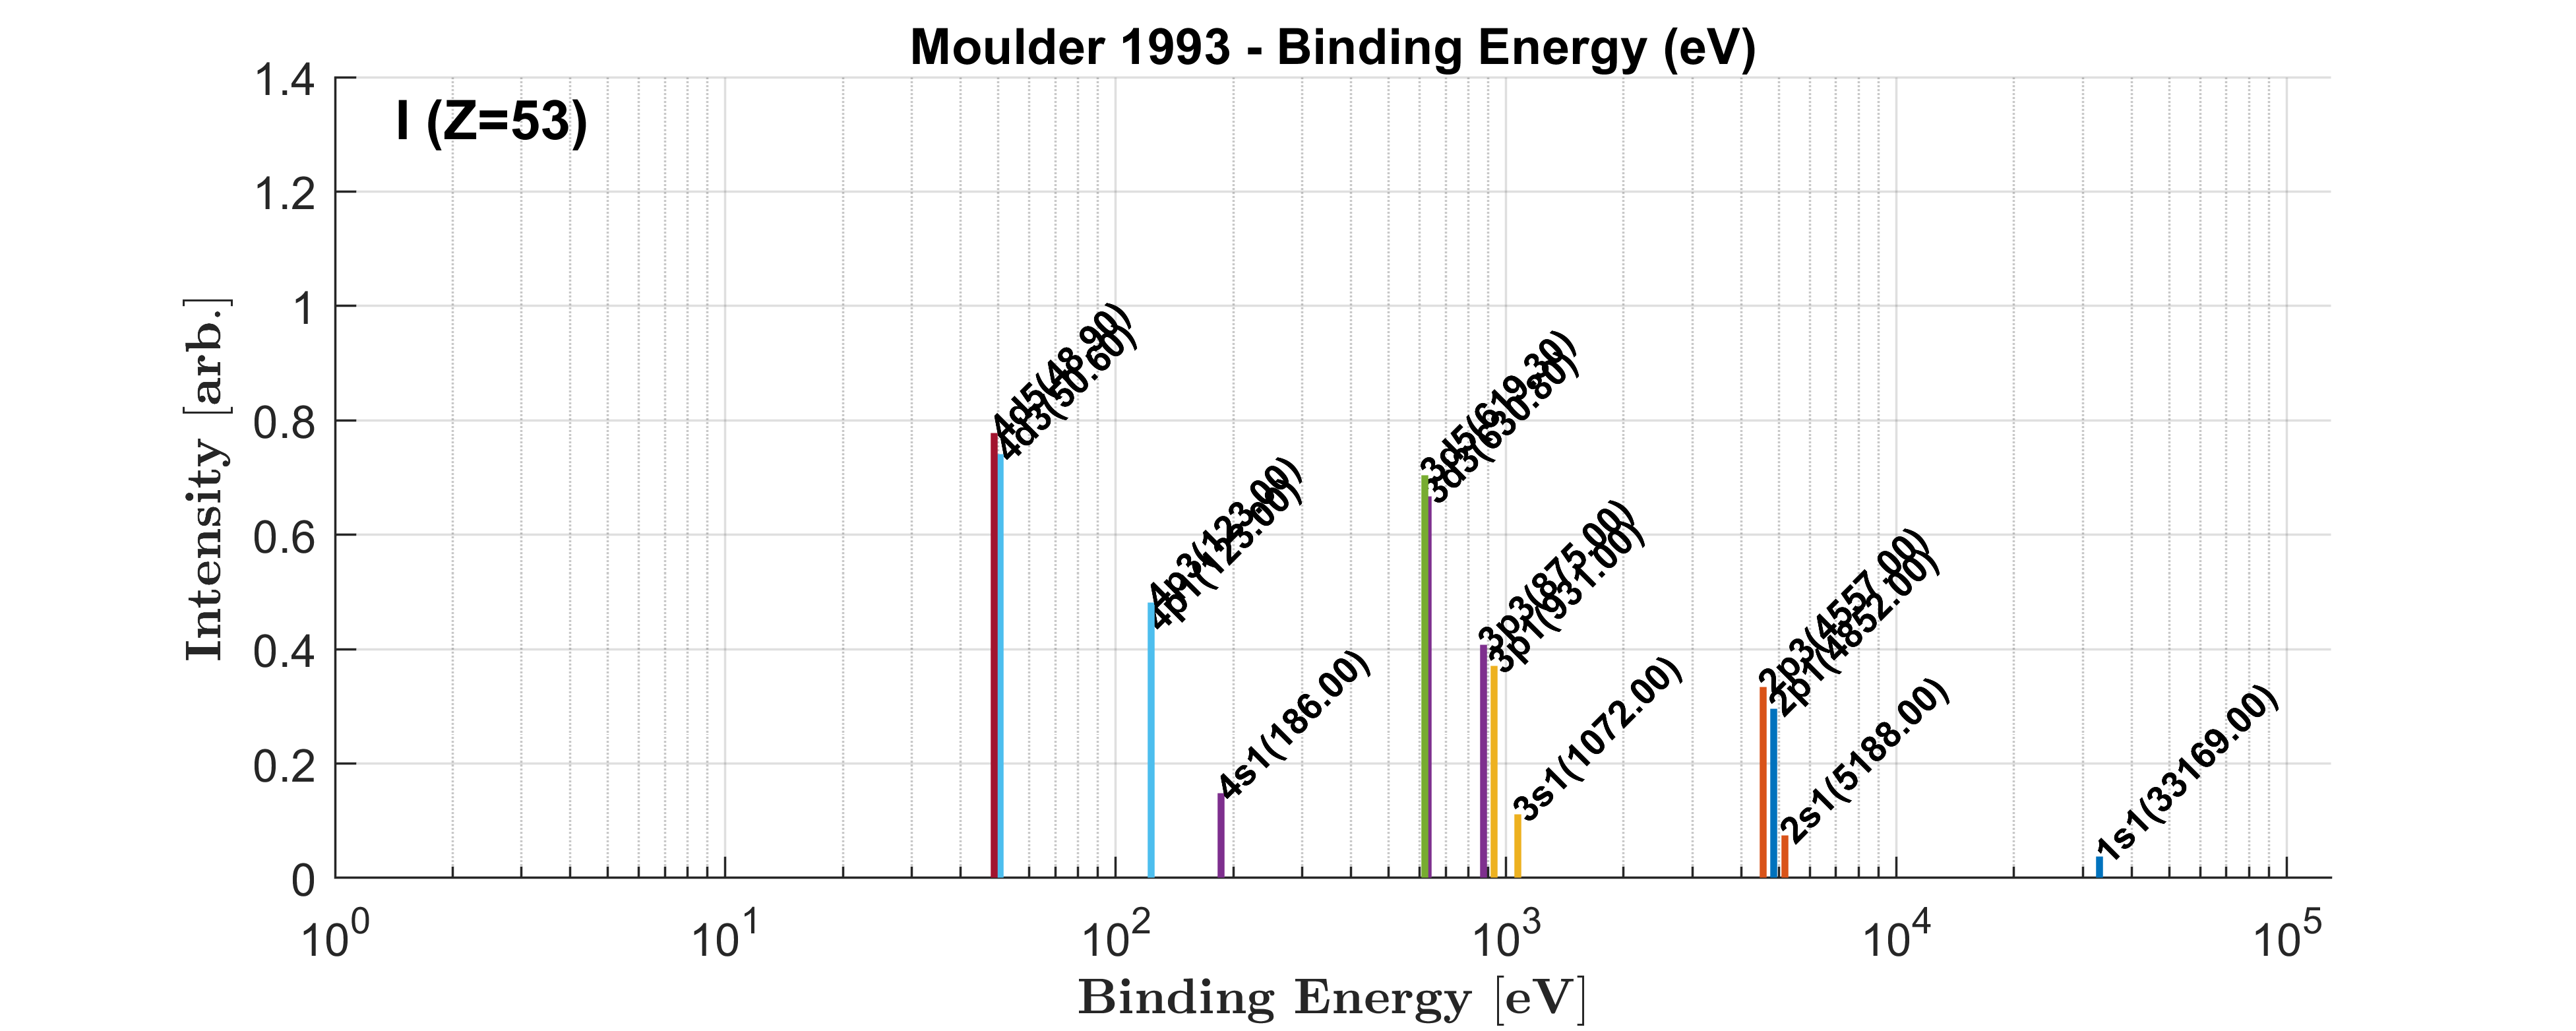 Moulder 1993 - Binding Energy (eV)
I (Z=53)
Intensity [arb.]
1.4
1.2
1
0.8
0.6
0.4
0.2
0
4d5(48.90)
4d3(50.60)
4p3(123.00)
4p1(123.00)
4s1(186.00)
3d5(619.30)
3d3(630.80)
3p3(875.00)
3p1(931.00)
3s1(1072.00)
2p3(4557.00)
2p1(4852.00)
2s1(5188.00)
1s1(33169.00)
10^0 10^1 10^2 10^3 10^4 10^5
Binding Energy [eV]